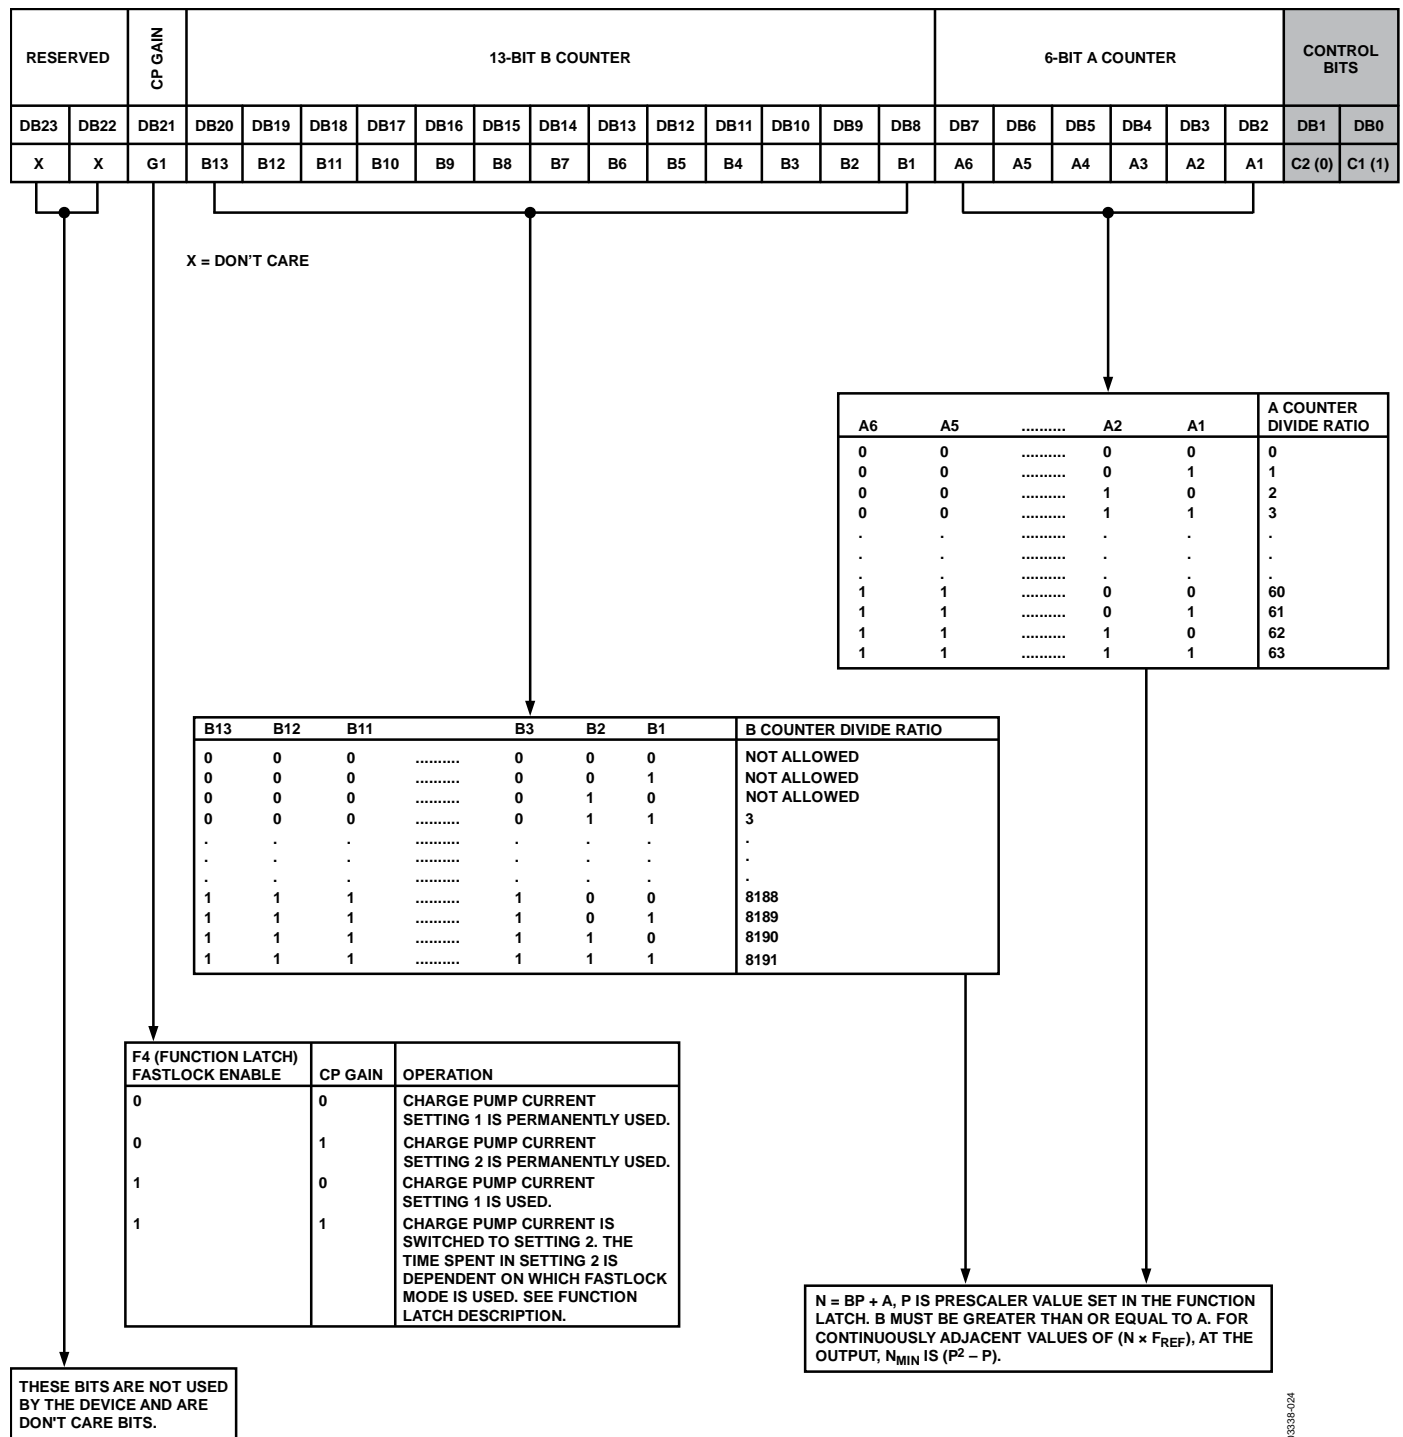 RESERVED CP GAIN 13-BIT B COUNTER 6-BIT A COUNTER CONTROL
BITS
DB23 DB22 DB21 DB20 DB19 DB18 DB17 DB16 DB15 DB14 DB13 DB12 DB11 DB10 DB9 DB8 DB7 DB6 DB5 DB4 DB3 DB2 DB1 DB0
X X G1 B13 B12 B11 B10 B9 B8 B7 B6 B5 B4 B3 B2 B1 A6 A5 A4 A3 A2 A1 C2 (0) C1 (1)
X = DON'T CARE
A COUNTER
A6 A5 .......... A2 A1 DIVIDE RATIO
0 0 .......... 0 0 0
0 0 .......... 0 1 1
0 0 .......... 1 0 2
0 0 .......... 1 1 3
. . .......... . . .
. . .......... . . .
. . .......... . . .
1 1 .......... 0 0 60
1 1 .......... 0 1 61
1 1 .......... 1 0 62
1 1 .......... 1 1 63
B13 B12 B11 B3 B2 B1 B COUNTER DIVIDE RATIO
0 0 0 .......... 0 0 0 NOT ALLOWED
0 0 0 .......... 0 0 1 NOT ALLOWED
0 0 0 .......... 0 1 0 NOT ALLOWED
0 0 0 .......... 0 1 1 3
. . . .......... . . . .
. . . .......... . . . .
. . . .......... . . . .
1 1 1 .......... 1 0 0 8188
1 1 1 .......... 1 0 1 8189
1 1 1 .......... 1 1 0 8190
1 1 1 .......... 1 1 1 8191
F4 (FUNCTION LATCH)
FASTLOCK ENABLE CP GAIN OPERATION
0 0 CHARGE PUMP CURRENT
SETTING 1 IS PERMANENTLY USED.
0 1 CHARGE PUMP CURRENT
SETTING 2 IS PERMANENTLY USED.
1 0 CHARGE PUMP CURRENT
SETTING 1 IS USED.
1 1 CHARGE PUMP CURRENT IS
SWITCHED TO SETTING 2. THE
TIME SPENT IN SETTING 2 IS
DEPENDENT ON WHICH FASTLOCK
MODE IS USED. SEE FUNCTION
LATCH DESCRIPTION.
N = BP + A, P IS PRESCALER VALUE SET IN THE FUNCTION
LATCH. B MUST BE GREATER THAN OR EQUAL TO A. FOR
CONTINUOUSLY ADJACENT VALUES OF (N × FREF), AT THE
OUTPUT, NMIN IS (P² – P).
THESE BITS ARE NOT USED
BY THE DEVICE AND ARE
DON'T CARE BITS.
03338-024